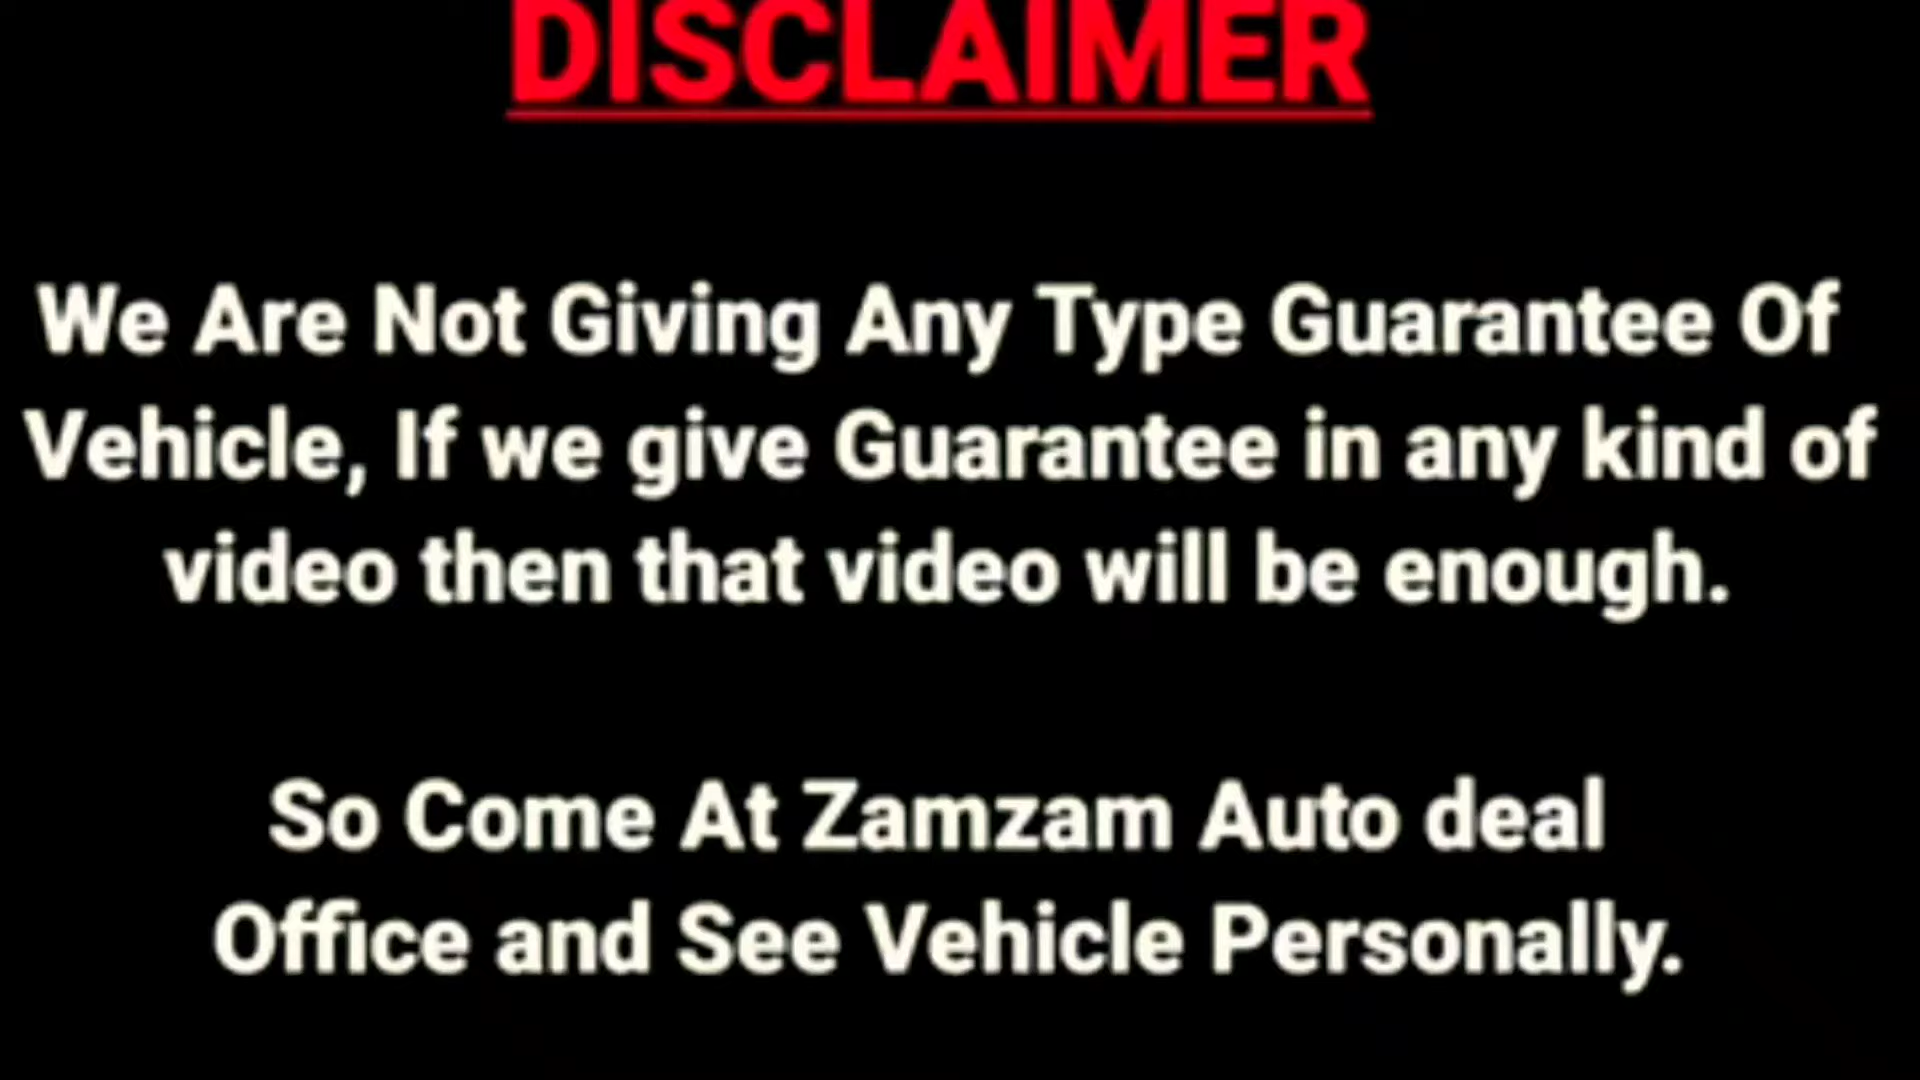 DISCLAIMER
We Are Not Giving Any Type Guarantee Of
Vehicle, If we give Guarantee in any kind of
video then that video will be enough.
So Come At Zamzam Auto deal
Office and See Vehicle Personally.